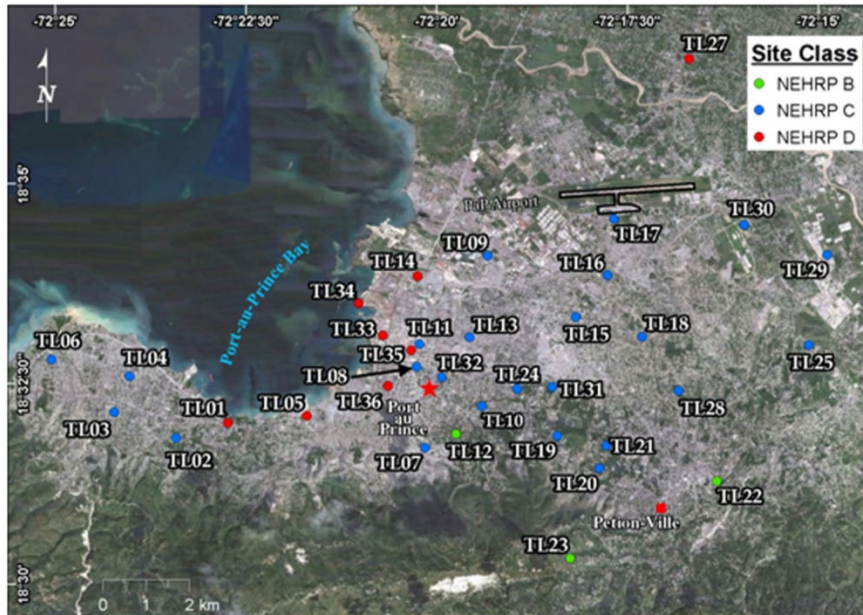 -72°25'
-72°22'30"
-72°20'
-72°17'30"
-72°15'
N
TL27
Site Class
NEHRP B
NEHRP C
NEHRP D
18°35'
PaP Airport
TL30
TL17
TL09
TL14
TL16
TL29
Port-au-Prince Bay
TL34
TL33
TL11
TL13
TL15
TL18
TL35
TL25
TL06
TL04
TL08
TL32
TL24
TL31
18°32'30"
TL36
TL28
Port
au
Prince
TL03
TL01
TL05
TL10
TL02
TL07
TL12
TL19
TL21
TL20
TL22
Petion-Ville
TL23
18°30'
0 1 2 km